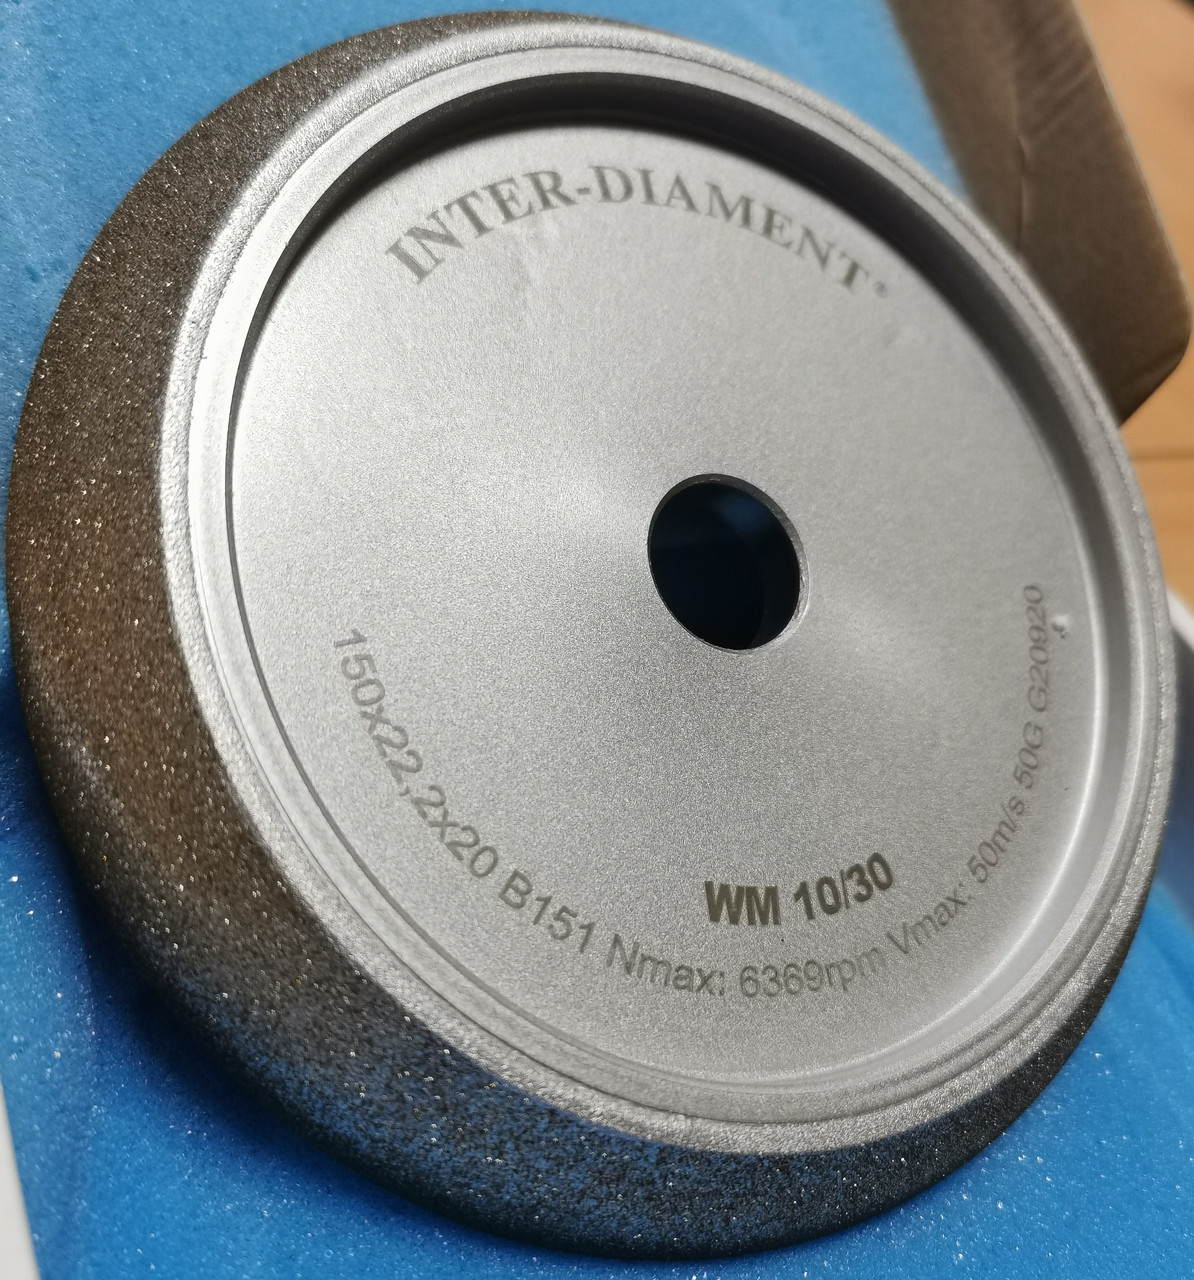 INTER-DIAMENT®
WM 10/30
150x22,2x20 B151 Nmax: 6369rpm Vmax: 50m/s 50G G20920